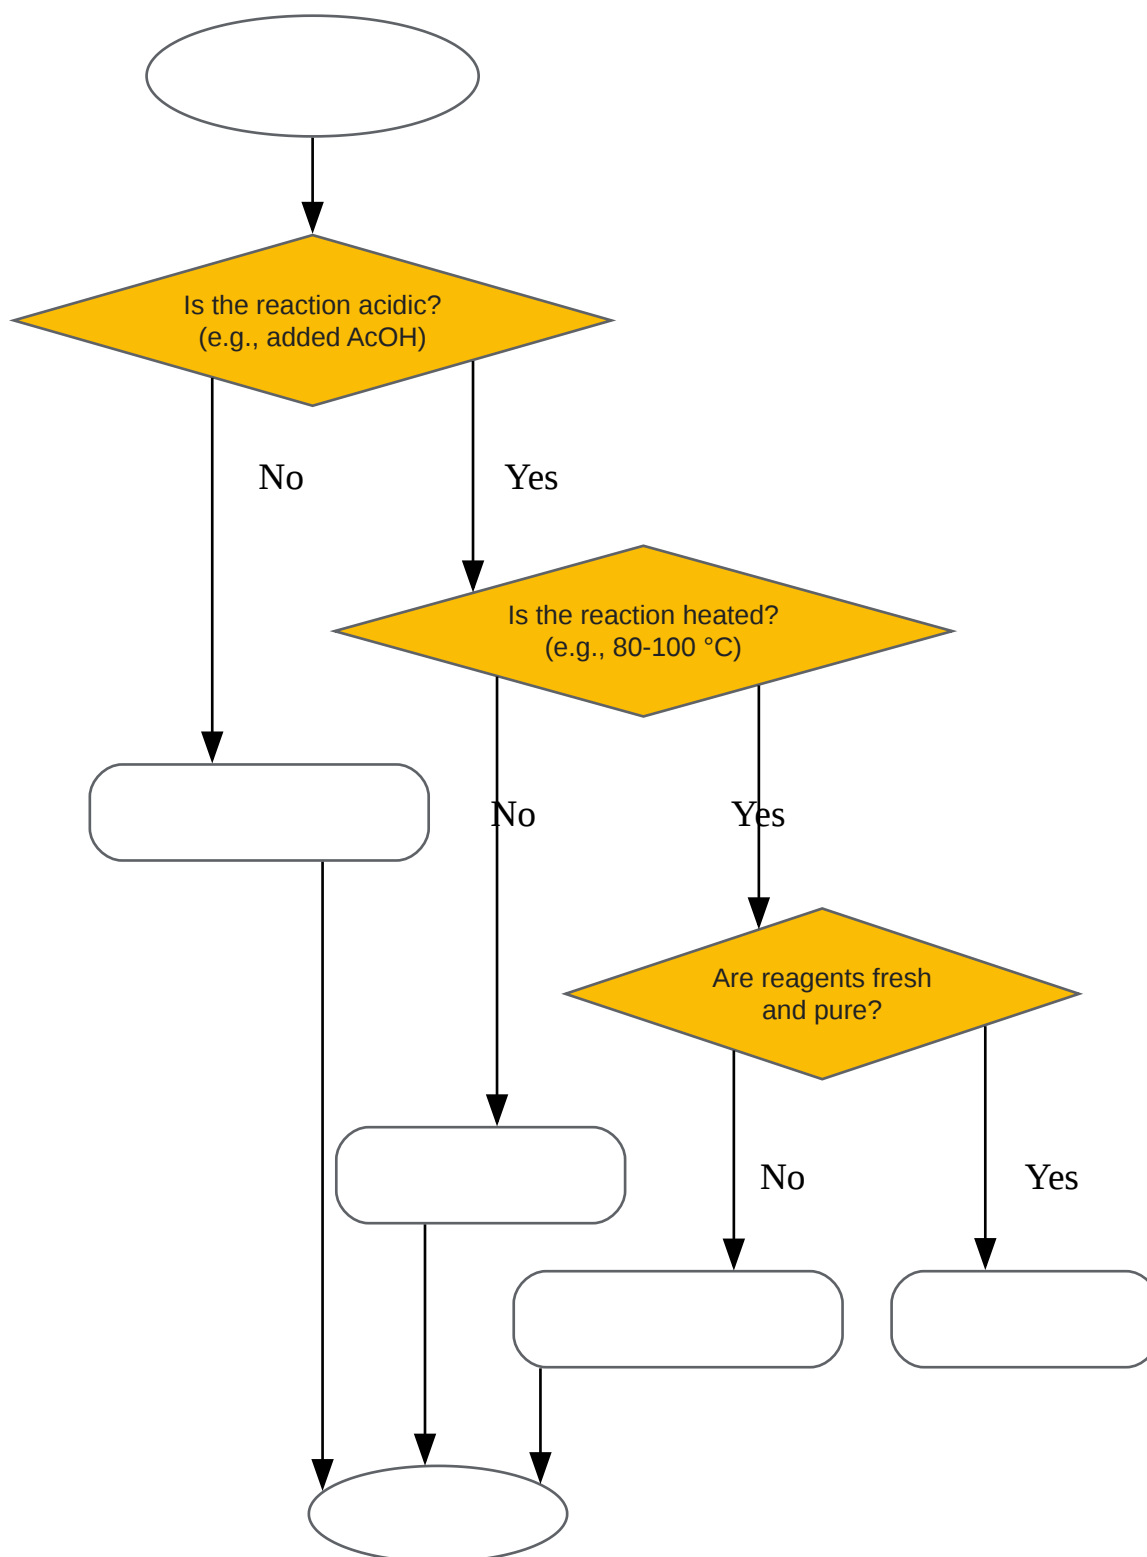 Is the reaction acidic?
(e.g., added AcOH)
No
Yes
Is the reaction heated?
(e.g., 80-100 °C)
No
Yes
Are reagents fresh
and pure?
No
Yes